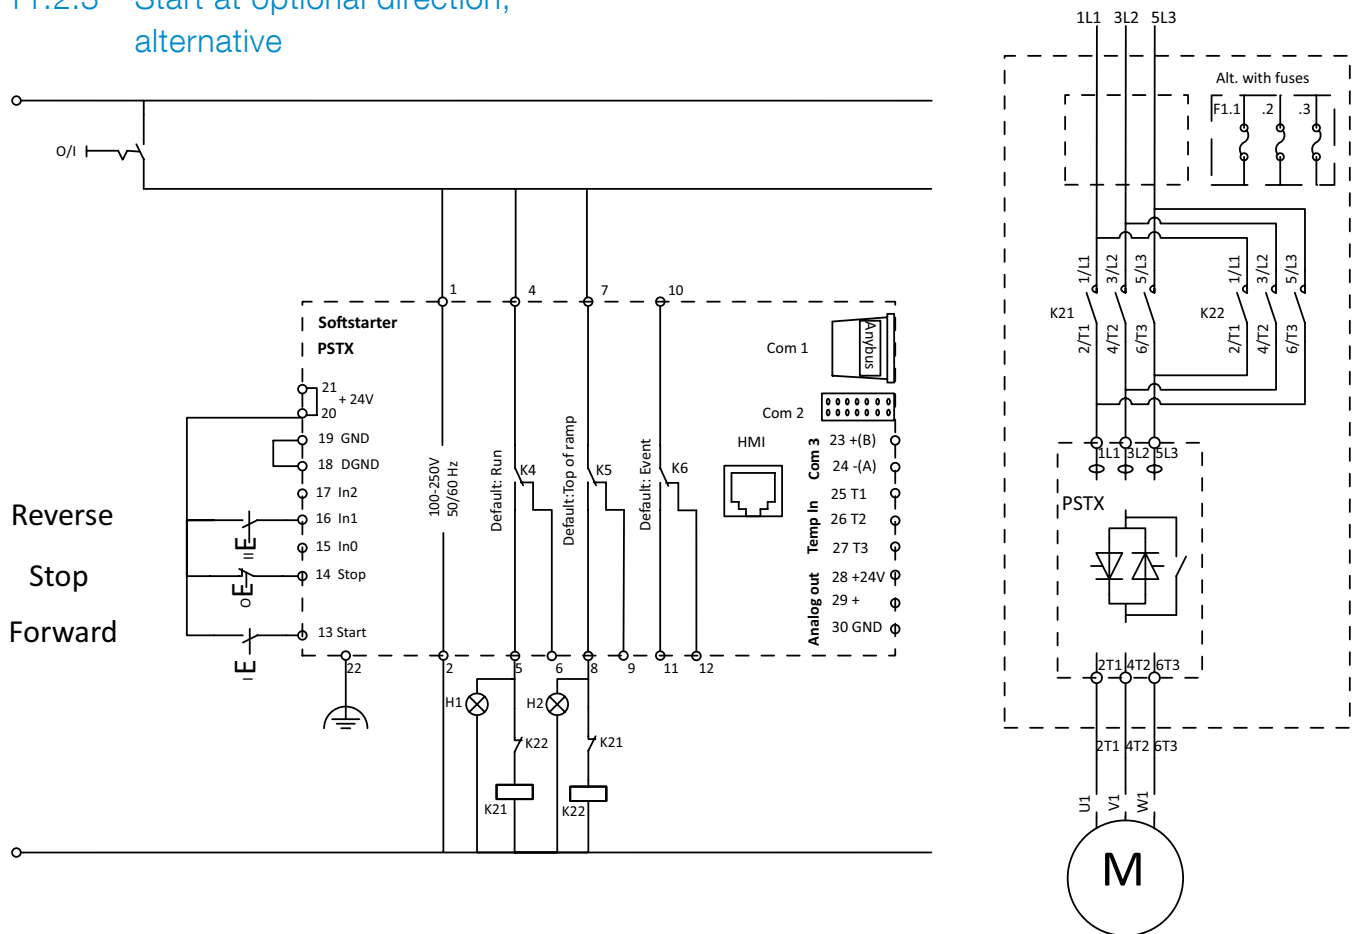 11.2.3 Start at optional direction,
alternative
O/I
1
4
7
10
Softstarter
PSTX
21
+ 24V
20
19 GND
18 DGND
17 In2
16 In1
15 In0
14 Stop
13 Start
Reverse
Stop
Forward
II
O
I
100-250V
50/60 Hz
Default: Run
K4
Default:Top of ramp
K5
Default: Event
K6
Com 1
Anybus
Com 2
HMI
Com 3
23 +(B)
24 -(A)
Temp In
25 T1
26 T2
27 T3
Analog out
28 +24V
29 +
30 GND
22
2
5
6
8
9
11
12
H1
H2
K22
K21
K21
K22
1L1 3L2 5L3
Alt. with fuses
F1.1 .2 .3
1/L1 3/L2 5/L3
K21
2/T1 4/T2 6/T3
1/L1 3/L2 5/L3
K22
2/T1 4/T2 6/T3
1L1 3L2 5L3
PSTX
2T1 4T2 6T3
2T1 4T2 6T3
U1 V1 W1
M